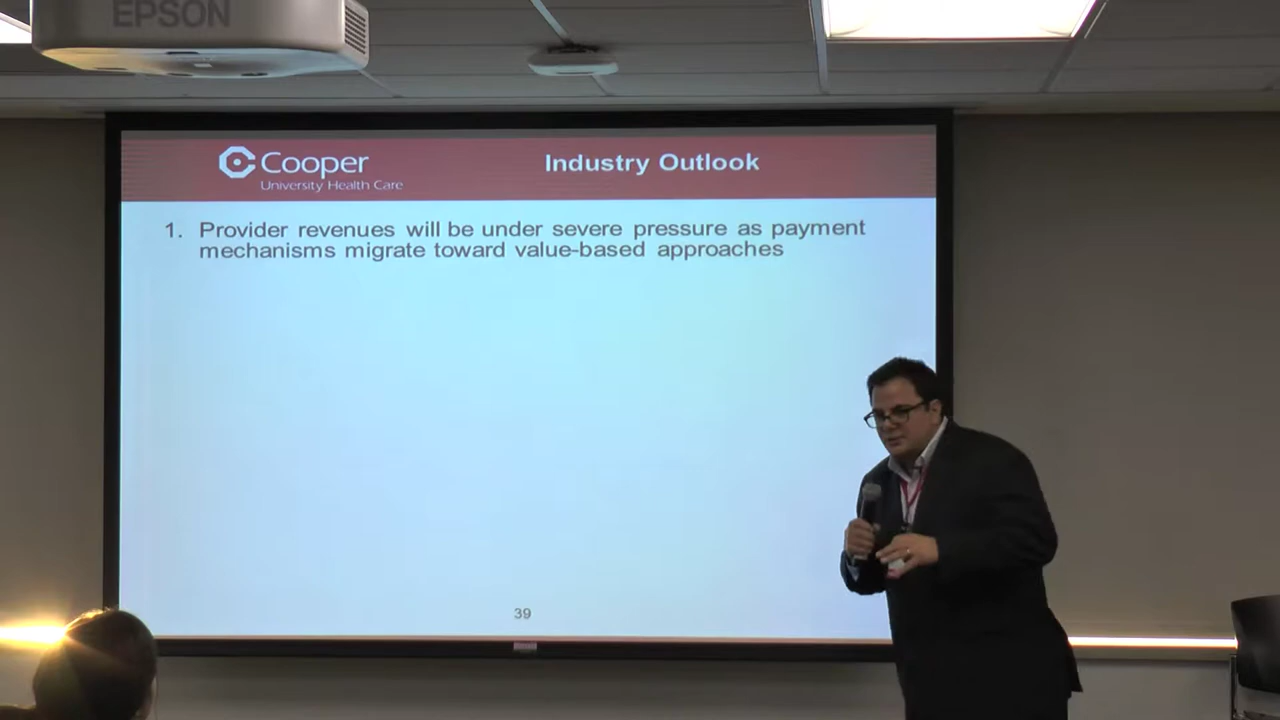 EPSON
Cooper
University Health Care
Industry Outlook
1. Provider revenues will be under severe pressure as payment
mechanisms migrate toward value-based approaches
39